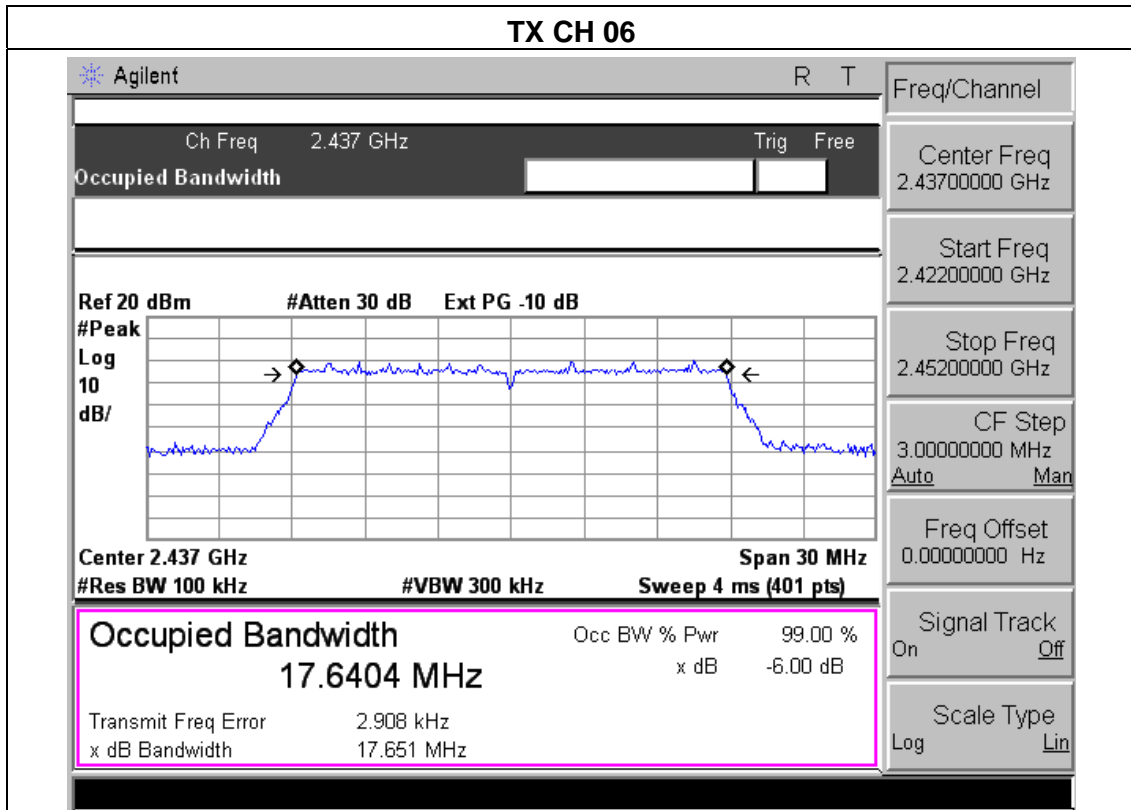 TX CH 06
Agilent R T
Freq/Channel
Ch Freq 2.437 GHz Trig Free
Occupied Bandwidth
Center Freq
2.43700000 GHz
Start Freq
2.42200000 GHz
Ref 20 dBm #Atten 30 dB Ext PG -10 dB
#Peak
Log
10
dB/
Stop Freq
2.45200000 GHz
CF Step
3.00000000 MHz
Auto Man
Center 2.437 GHz Span 30 MHz
#Res BW 100 kHz #VBW 300 kHz Sweep 4 ms (401 pts)
Freq Offset
0.00000000 Hz
Occupied Bandwidth Occ BW % Pwr 99.00 %
17.6404 MHz x dB -6.00 dB
Transmit Freq Error 2.908 kHz
x dB Bandwidth 17.651 MHz
Signal Track
On Off
Scale Type
Log Lin